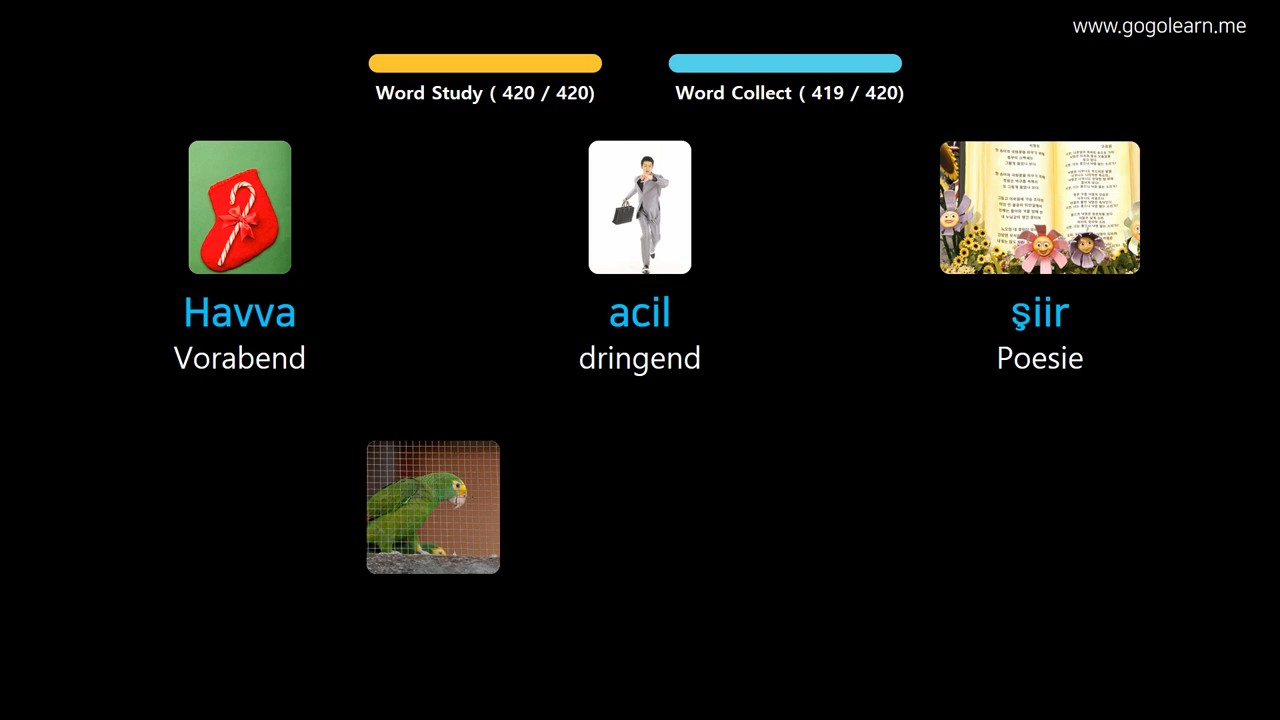 www.gogolearn.me
Word Study ( 420 / 420)
Word Collect ( 419 / 420)
Havva
Vorabend
acil
dringend
şiir
Poesie